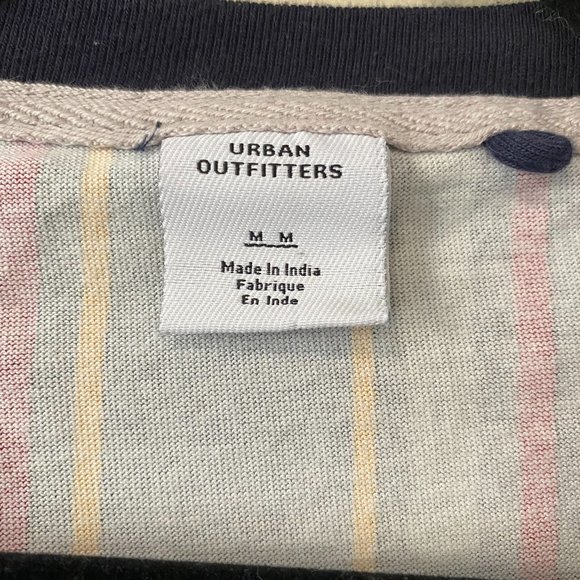 URBAN
OUTFITTERS
M M
Made In India
Fabrique
En Inde